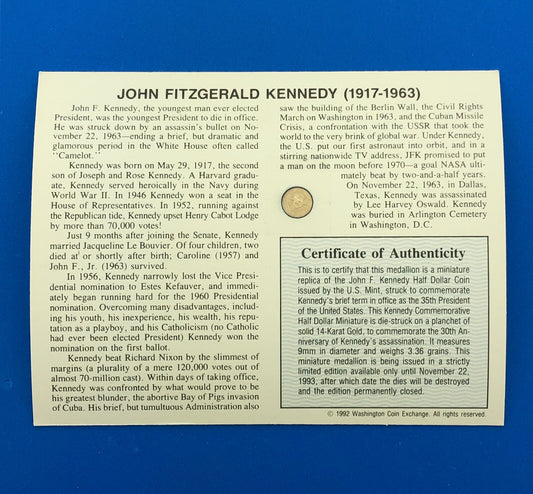 JOHN FITZGERALD KENNEDY (1917-1963)
John F. Kennedy, the youngest man ever elected
President, was the youngest President to die in office.
He was struck down by an assassin's bullet on No-
vember 22, 1963—ending a brief, but dramatic and
glamorous period in the White House often called
"Camelot."
Kennedy was born on May 29, 1917, the second
son of Joseph and Rose Kennedy. A Harvard gradu-
ate, Kennedy served heroically in the Navy during
World War II. In 1946 Kennedy won a seat in the
House of Representatives. In 1952, running against
the Republican tide, Kennedy upset Henry Cabot Lodge
by more than 70,000 votes!
Just 9 months after joining the Senate, Kennedy
married Jacqueline Le Bouvier. Of four children, two
died at or shortly after birth; Caroline (1957) and
John F., Jr. (1963) survived.
In 1956, Kennedy narrowly lost the Vice Presi-
dential nomination to Estes Kefauver, and immedi-
ately began running hard for the 1960 Presidential
nomination. Overcoming many disadvantages, includ-
ing his youth, his inexperience, his wealth, his rep-
utation as a playboy, and his Catholicism (no Catholic
had ever been elected President) Kennedy won the
nomination on the first ballot.
Kennedy beat Richard Nixon by the slimmest of
margins (a plurality of a mere 120,000 votes out of
almost 70-million cast). Within days of taking office,
Kennedy was confronted by what would prove to be
his greatest blunder, the abortive Bay of Pigs invasion
of Cuba. His brief, but tumultuous Administration also
saw the building of the Berlin Wall, the Civil Rights
March on Washington in 1963, and the Cuban Missile
Crisis, a confrontation with the USSR that took the
world to the very brink of global war. Under Kennedy,
the U.S. put our first astronaut into orbit, and in a
stirring nationwide TV address, JFK promised to put
a man on the moon before 1970—a goal NASA ulti-
mately beat by two-and-a-half years.
On November 22, 1963, in Dallas,
Texas, Kennedy was assassinated
by Lee Harvey Oswald. Kennedy
was buried in Arlington Cemetery
in Washington, D.C.
Certificate of Authenticity
This is to certify that this medallion is a miniature
replica of the John F. Kennedy Half Dollar Coin
issued by the U.S. Mint, struck to commemorate
Kennedy's brief term in office as the 35th President
of the United States. This Kennedy Commemorative
Half Dollar Miniature is die-struck on a planchet of
solid 14-Karat Gold, to commemorate the 30th An-
niversary of Kennedy's assassination. It measures
9mm in diameter and weighs 3.36 grains. This
miniature medallion is being issued in a strictly
limited edition available only until November 22,
1993, after which date the dies will be destroyed
and the edition permanently closed.
© 1992 Washington Coin Exchange. All rights reserved.